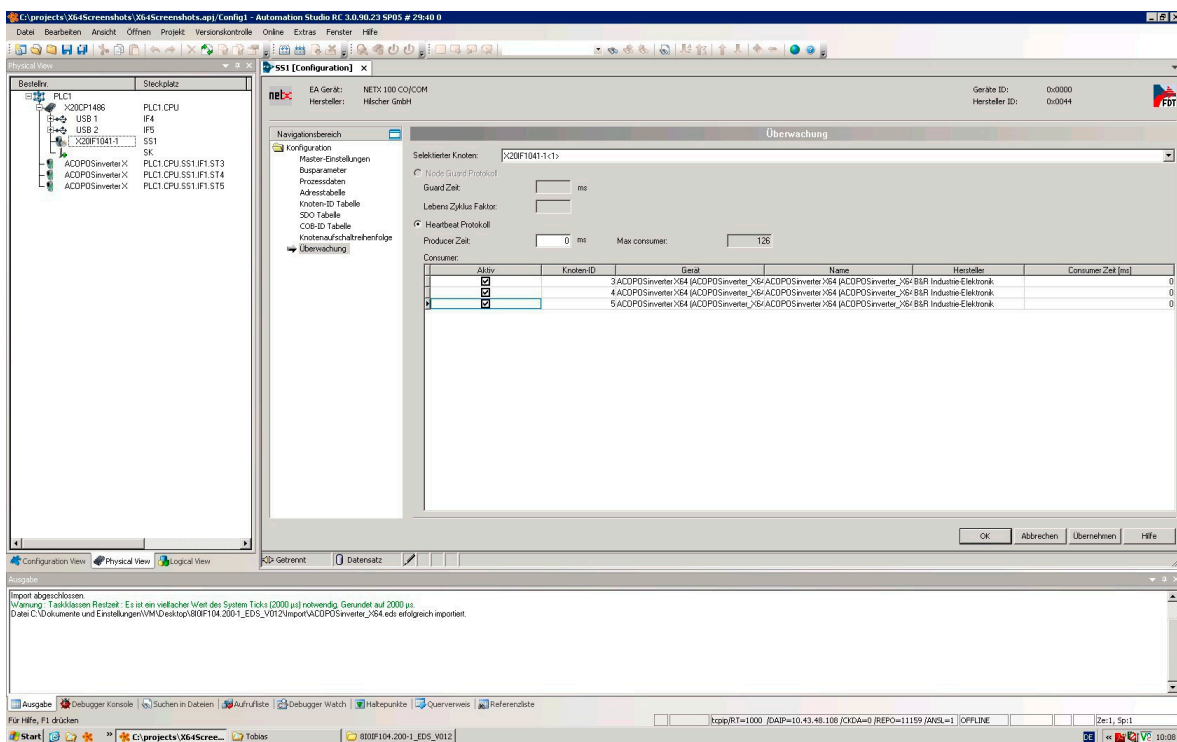 C:\projects\X64Screenshots\X64Screenshots.apj/Config1 - Automation Studio RC 3.0.90.23 SP05 # 29:40 0
Datei Bearbeiten Ansicht Öffnen Projekt Versionskontrolle Online Extras Fenster Hilfe
Physical View
SS1 [Configuration] x
Bestellnr. Steckplatz
PLC1
X20CP1486 PLC1.CPU
USB 1 IF4
USB 2 IF5
X20IF1041-1 SS1
SK
ACOPOSinverter X PLC1.CPU.SS1.IF1.ST3
ACOPOSinverter X PLC1.CPU.SS1.IF1.ST4
ACOPOSinverter X PLC1.CPU.SS1.IF1.ST5
netx
EA Gerät: NETX 100 CO/COM
Hersteller: Hilscher GmbH
Geräte ID: 0x0000
Hersteller ID: 0x0044
FDT
Navigationsbereich
Konfiguration
Master-Einstellungen
Busparameter
Prozessdaten
Adresstabelle
Knoten-ID Tabelle
SDO Tabelle
COB-ID Tabelle
Knotenaufschaltreihenfolge
Überwachung
Überwachung
Selektierter Knoten: X20IF1041-1<1>
Node Guard Protokoll
Guard Zeit: ms
Lebens Zyklus Faktor:
Heartbeat Protokoll
Producer Zeit: 0 ms Max consumer: 126
Consumer:
Aktiv Knoten-ID Gerät Name Hersteller Consumer Zeit [ms]
3 ACOPOSinverter X64 (ACOPOSinverter_X64 ACOPOSinverter X64 (ACOPOSinverter_X64 B&R Industrie-Elektronik 0
4 ACOPOSinverter X64 (ACOPOSinverter_X64 ACOPOSinverter X64 (ACOPOSinverter_X64 B&R Industrie-Elektronik 0
5 ACOPOSinverter X64 (ACOPOSinverter_X64 ACOPOSinverter X64 (ACOPOSinverter_X64 B&R Industrie-Elektronik 0
OK Abbrechen Übernehmen Hilfe
Configuration View Physical View Logical View
Getrennt Datensatz
Ausgabe
Import abgeschlossen.
Warnung : Taskklassen Restzeit : Es ist ein vielfacher Wert des System Ticks (2000 µs) notwendig. Gerundet auf 2000 µs.
Datei C:\Dokumente und Einstellungen\VM\Desktop\8I0IF104.200-1_EDS_V012\Import\ACOPOSinverter_X64.eds erfolgreich importiert.
Ausgabe Debugger Konsole Suchen in Dateien Aufrufliste Debugger Watch Haltepunkte Querverweis Referenzliste
Für Hilfe, F1 drücken
tcpip/RT=1000 /DAIP=10.43.48.108 /CKDA=0 /REPO=11159 /ANSL=1 OFFLINE Ze:1, Sp:1
Start C:\projects\X64Scree... Tobias 8I0IF104.200-1_EDS_V012 DE 10:08